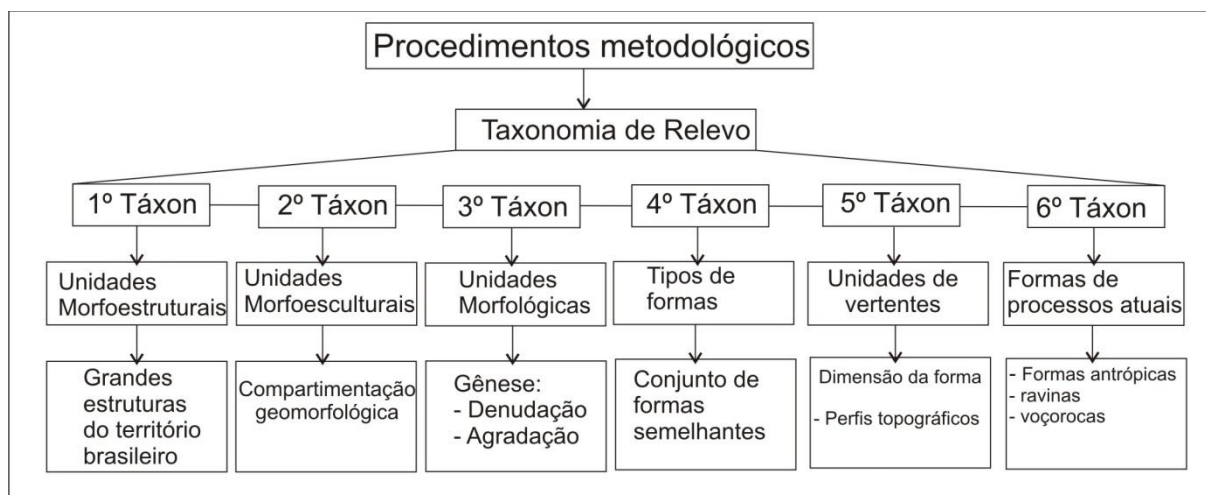 Procedimentos metodológicos
Taxonomia de Relevo
1º Táxon
2º Táxon
3º Táxon
4º Táxon
5º Táxon
6º Táxon
Unidades
Morfoestruturais
Unidades
Morfoesculturais
Unidades
Morfológicas
Tipos de
formas
Unidades de
vertentes
Formas de
processos atuais
Grandes
estruturas
do território
brasileiro
Compartimentação
geomorfológica
Gênese:
- Denudação
- Agradação
Conjunto de
formas
semelhantes
Dimensão da forma
- Perfis topográficos
- Formas antrópicas
- ravinas
- voçorocas